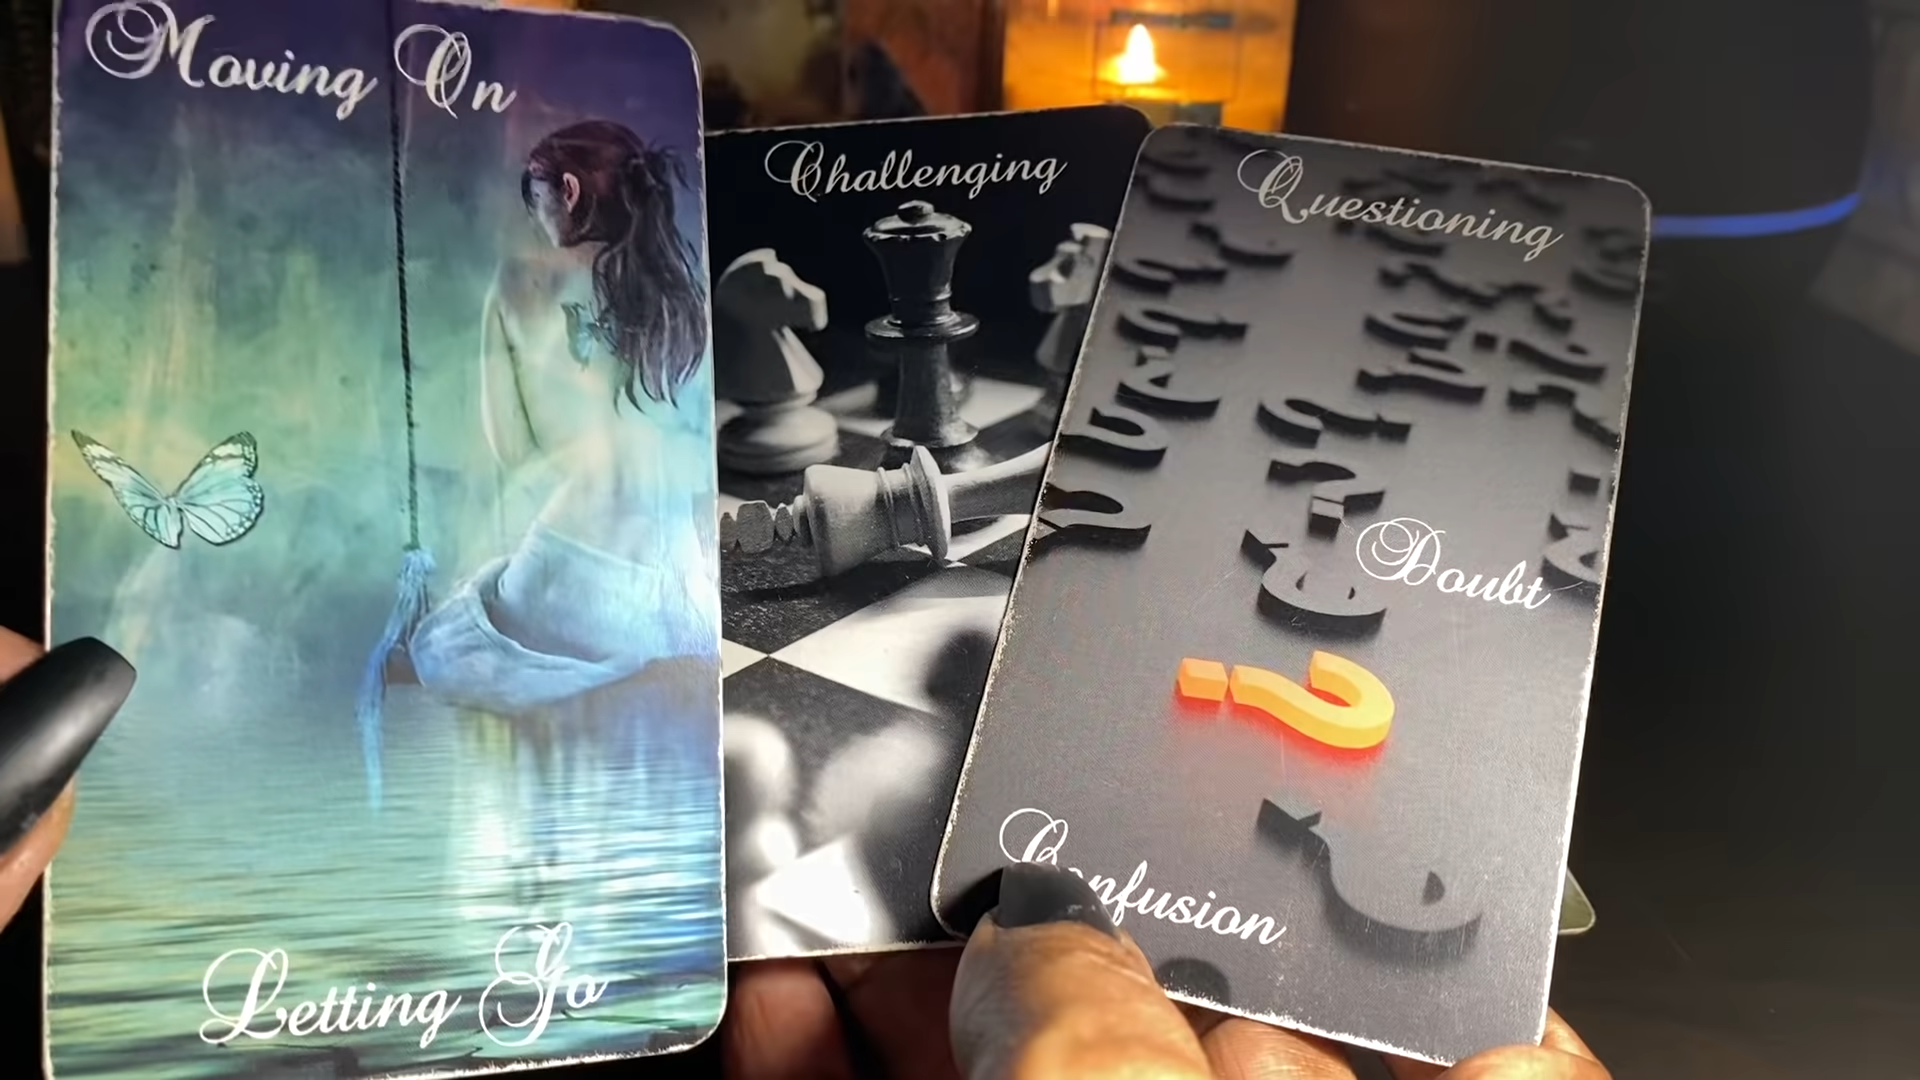 Moving On
Letting Go
Challenging
Questioning
Doubt
Confusion